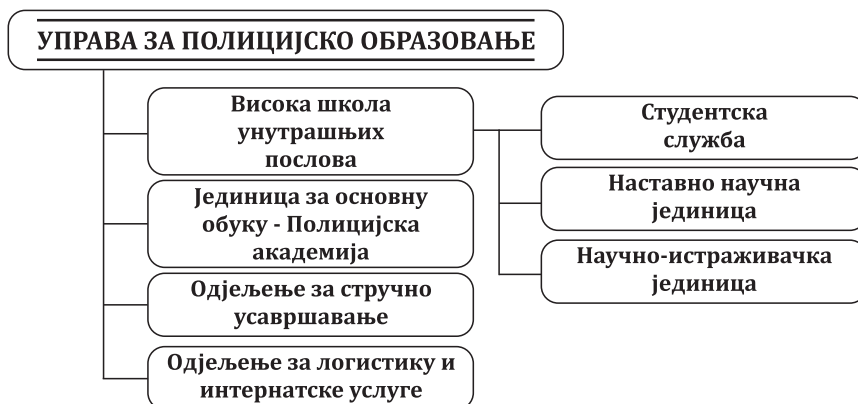 УПРАВА ЗА ПОЛИЦИЈСКО ОБРАЗОВАЊЕ
Висока школа
унутрашњих
послова
Јединица за основну
обуку - Полицијска
академија
Одјељење за стручно
усавршавање
Одјељење за логистику и
интернатске услуге
Студентска
служба
Наставно научна
јединица
Научно-истраживачка
јединица